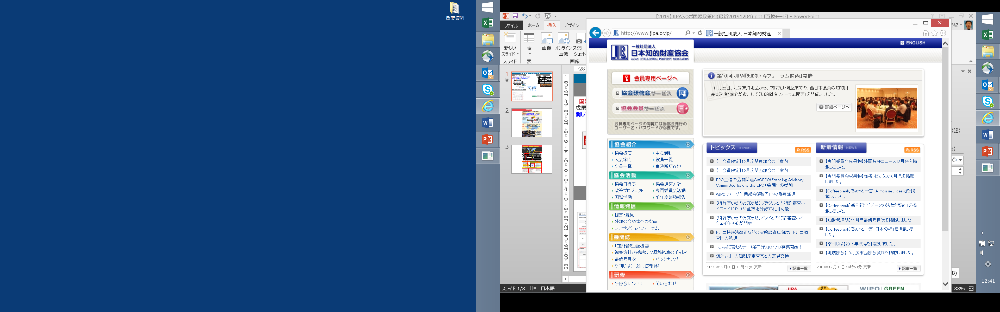 重要資料
【2019】JIPAシンポ国際政策PJ(最新20191204).ppt [互換モード] - PowerPoint
ファイル
ホーム
挿入
デザイン
新しい
スライド
スライド
表
表
画像
オンライン
画像
スクリー
ショット
画像
1
2
3
スライド 1/3
日本語
33%
12:41
http://www.jipa.or.jp/
一般社団法人 日本知的財産...
ENGLISH
一般社団法人
日本知的財産協会
JAPAN INTELLECTUAL PROPERTY ASSOCIATION
会員専用ページへ
協会研修会サービス
協会会員サービス
会員専用ページの閲覧には当協会発行の
ユーザー名・パスワードが必要です。
協会紹介
協会概要
主な活動
入会案内
役員一覧
会員一覧
事務所所在地
協会活動
協会日程表
協会運営方針
政策プロジェクト
専門委員会活動
国際活動
前年度業務報告
情報発信
提言・意見
外部の会議体への参画
シンポジウム・フォーラム
機関誌
「知財管理」誌概要
編集方針/投稿規定/原稿執筆の手引き
最新号目次
バックナンバー
季刊じぱ(一般向広報誌)
研修
研修会について
問い合わせ
第10回 JIPA『知的財産フォーラム関西』開催
11月22日、北は東海地区から、南は九州地区までの、西日本会員の知的財
産実務者106名が参加して『知的財産フォーラム関西』を開催しました。
詳細ページへ
トピックス TOPICS
RSS
【正会員限定】12月度関東部会のご案内
【正会員限定】12月度関西部会のご案内
EPO主催の品質関連SACEPO(Standing Advisory
Committee before the EPO) 会議への参加
WIPO ハーグ作業部会(第8回)への委員派遣
【特許庁からのお知らせ】ブラジルとの特許審査ハ
イウェイ(PPH)が全技術分野で利用可能
【特許庁からのお知らせ】インドとの特許審査ハイ
ウェイ(PPH)が開始
トルコ特許法改正などの実態調査に向けたトルコ調
査団の派遣
「JIPA経営セミナー(第二弾)」(11/1)募集開始!
海外7カ国の知財庁審査官との意見交換
2019年12月03日 13時51分 更新
記事一覧
新着情報 NEWS
RSS
【専門委員会成果物】外国特許ニュース12月号を掲
載しました。
【専門委員会成果物】商標トピックス10月号を掲載
しました。
【Coffeebreak】ちょっと一言「A mon seul desir」を掲
載しました。
【Coffeebreak】新刊紹介「データの法律と契約」を掲
載しました。
【知財管理誌】11月号最新号目次を掲載しました。
【Coffeebreak】ちょっと一言「日本の柿」を掲載しま
した。
【季刊じぱ】2019年秋号を掲載しました。
【地域部会】10月度東西部会資料を掲載しました。
2019年12月03日 16時53分 更新
記事一覧
JIPA
WIPO GREEN